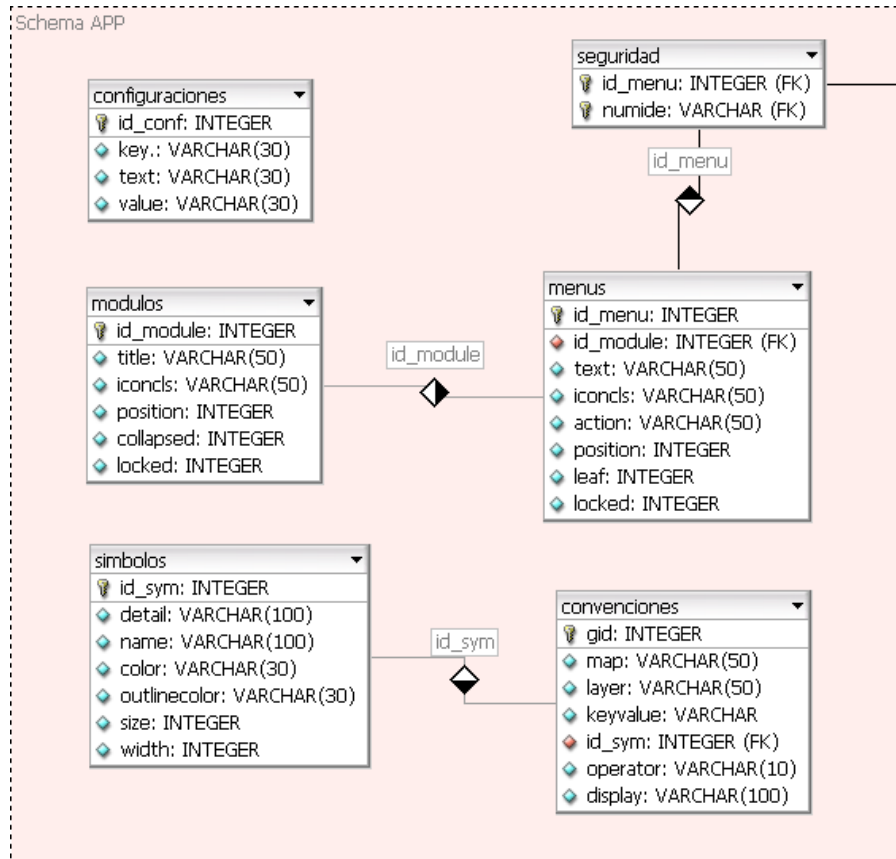 Schema APP
seguridad
id_menu: INTEGER (FK)
numide: VARCHAR (FK)
configuraciones
id_conf: INTEGER
key.: VARCHAR(30)
text: VARCHAR(30)
value: VARCHAR(30)
id_menu
modulos
id_module: INTEGER
title: VARCHAR(50)
iconcls: VARCHAR(50)
position: INTEGER
collapsed: INTEGER
locked: INTEGER
id_module
menus
id_menu: INTEGER
id_module: INTEGER (FK)
text: VARCHAR(50)
iconcls: VARCHAR(50)
action: VARCHAR(50)
position: INTEGER
leaf: INTEGER
locked: INTEGER
simbolos
id_sym: INTEGER
detail: VARCHAR(100)
name: VARCHAR(100)
color: VARCHAR(30)
outlinecolor: VARCHAR(30)
size: INTEGER
width: INTEGER
id_sym
convenciones
gid: INTEGER
map: VARCHAR(50)
layer: VARCHAR(50)
keyvalue: VARCHAR
id_sym: INTEGER (FK)
operator: VARCHAR(10)
display: VARCHAR(100)